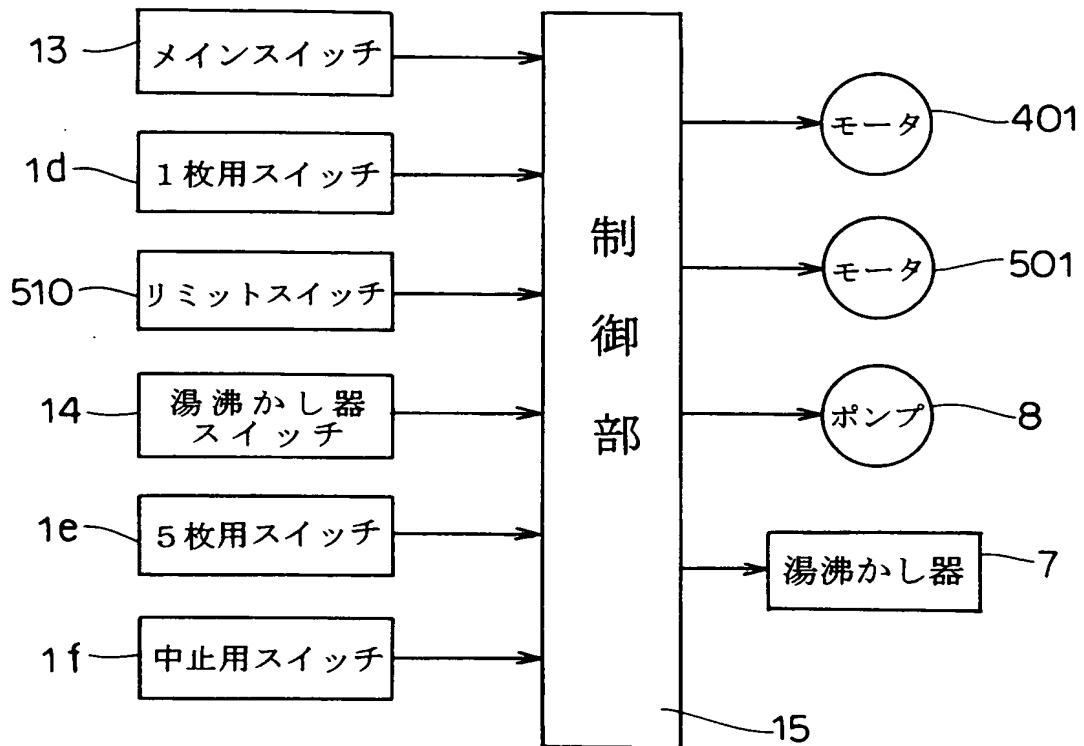 13
メインスイッチ
1d
1枚用スイッチ
510
リミットスイッチ
14
湯沸かし器
スイッチ
1e
5枚用スイッチ
1f
中止用スイッチ
制御部
15
モータ
401
モータ
501
ポンプ
8
湯沸かし器
7